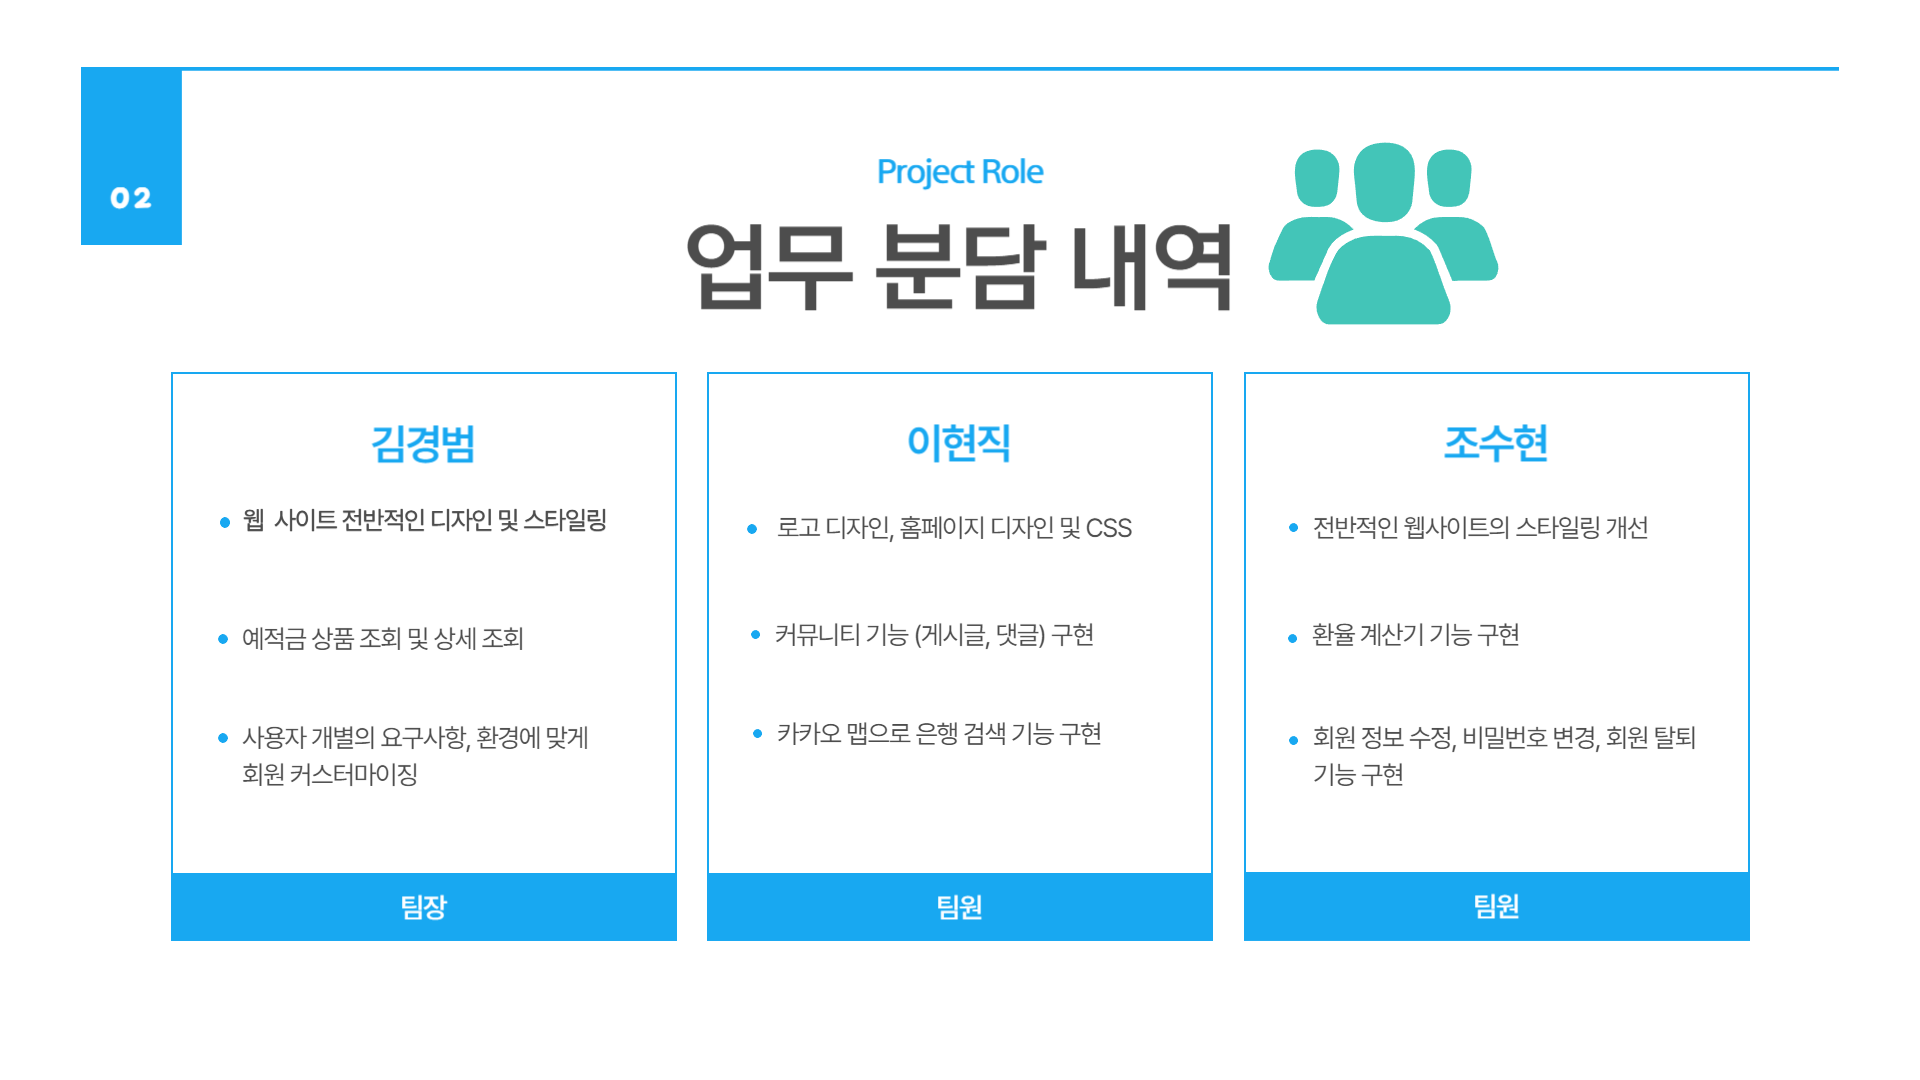 02
Project Role
업무 분담 내역
김경범
웹 사이트 전반적인 디자인 및 스타일링
예적금 상품 조회 및 상세 조회
사용자 개별의 요구사항, 환경에 맞게
회원 커스터마이징
팀장
이현직
로고 디자인, 홈페이지 디자인 및 CSS
커뮤니티 기능 (게시글, 댓글) 구현
카카오 맵으로 은행 검색 기능 구현
팀원
조수현
전반적인 웹사이트의 스타일링 개선
환율 계산기 기능 구현
회원 정보 수정, 비밀번호 변경, 회원 탈퇴
기능 구현
팀원